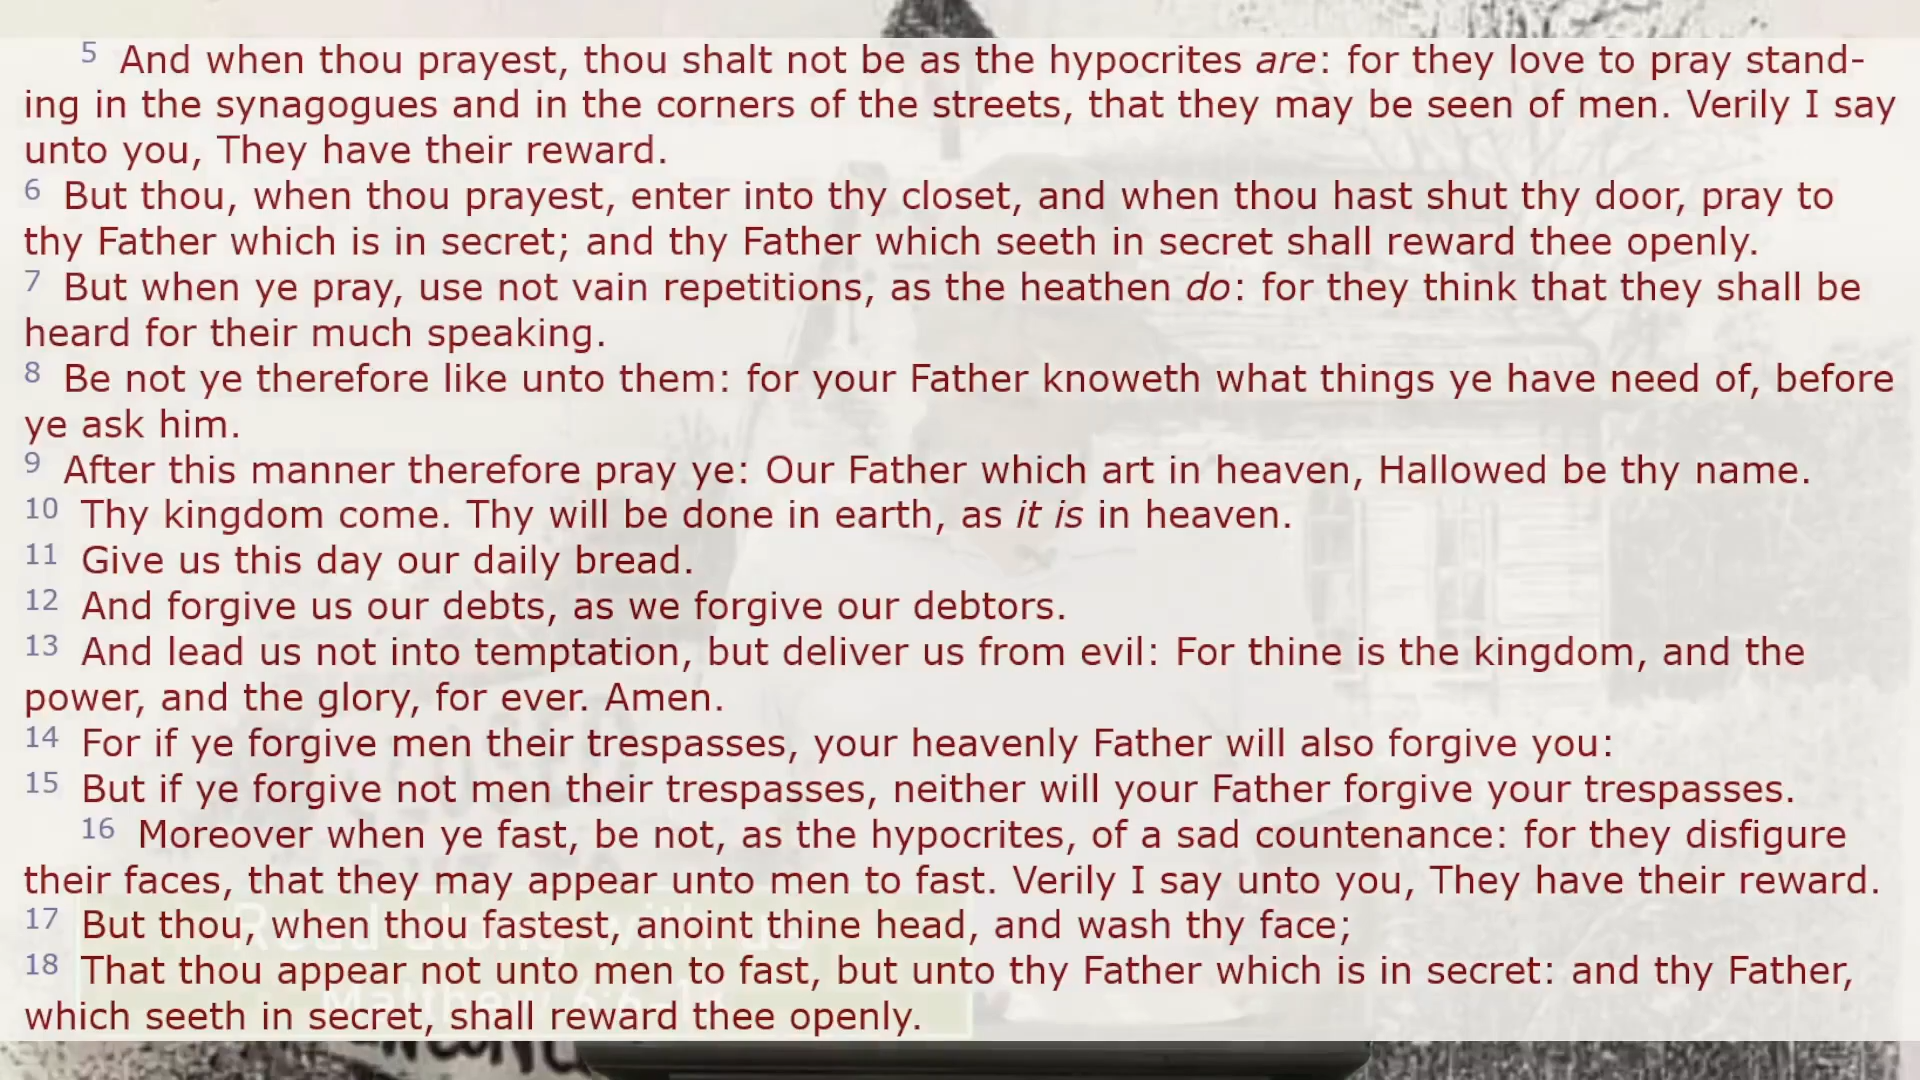 5 And when thou prayest, thou shalt not be as the hypocrites are: for they love to pray stand-
ing in the synagogues and in the corners of the streets, that they may be seen of men. Verily I say
unto you, They have their reward.
6 But thou, when thou prayest, enter into thy closet, and when thou hast shut thy door, pray to
thy Father which is in secret; and thy Father which seeth in secret shall reward thee openly.
7 But when ye pray, use not vain repetitions, as the heathen do: for they think that they shall be
heard for their much speaking.
8 Be not ye therefore like unto them: for your Father knoweth what things ye have need of, before
ye ask him.
9 After this manner therefore pray ye: Our Father which art in heaven, Hallowed be thy name.
10 Thy kingdom come. Thy will be done in earth, as it is in heaven.
11 Give us this day our daily bread.
12 And forgive us our debts, as we forgive our debtors.
13 And lead us not into temptation, but deliver us from evil: For thine is the kingdom, and the
power, and the glory, for ever. Amen.
14 For if ye forgive men their trespasses, your heavenly Father will also forgive you:
15 But if ye forgive not men their trespasses, neither will your Father forgive your trespasses.
16 Moreover when ye fast, be not, as the hypocrites, of a sad countenance: for they disfigure
their faces, that they may appear unto men to fast. Verily I say unto you, They have their reward.
17 But thou, when thou fastest, anoint thine head, and wash thy face;
18 That thou appear not unto men to fast, but unto thy Father which is in secret: and thy Father,
which seeth in secret, shall reward thee openly.
Read along with us
CLOSED